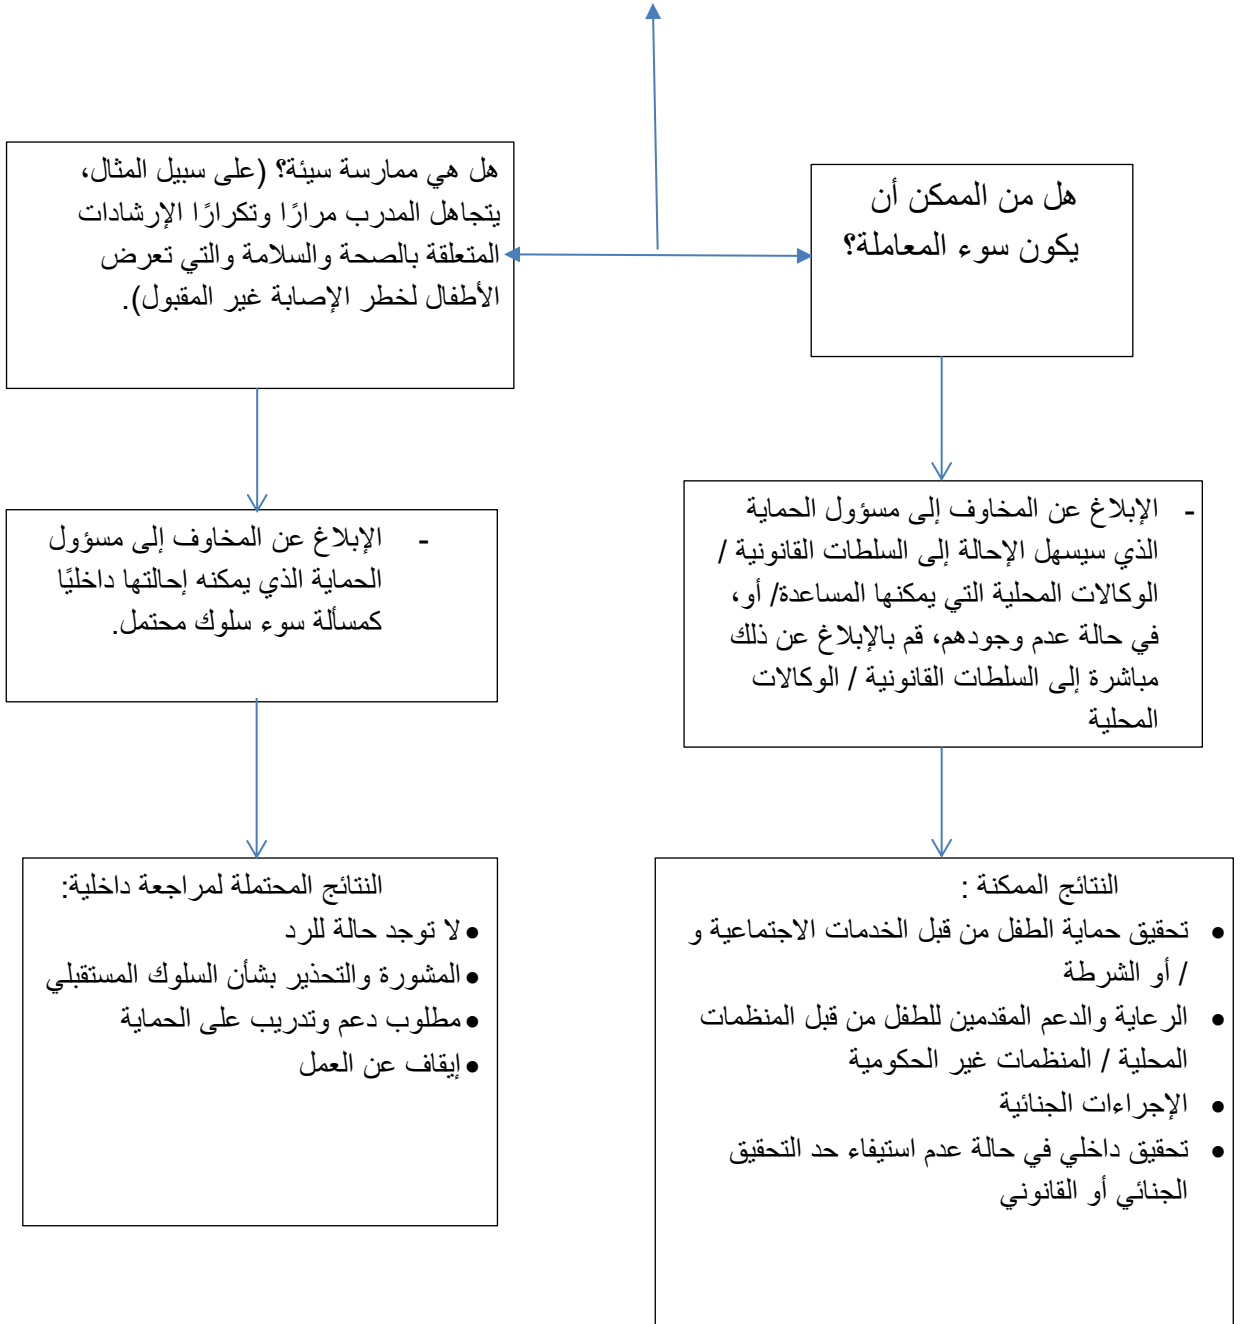 هل من الممكن أن
يكون سوء المعاملة؟
- الإبلاغ عن المخاوف إلى مسؤول الحماية
الذي سيسهل الإحالة إلى السلطات القانونية /
الوكالات المحلية التي يمكنها المساعدة/ أو،
في حالة عدم وجودهم، قم بالإبلاغ عن ذلك
مباشرة إلى السلطات القانونية / الوكالات
المحلية
النتائج الممكنة :
• تحقيق حماية الطفل من قبل الخدمات الاجتماعية و
/ أو الشرطة
• الرعاية والدعم المقدمين للطفل من قبل المنظمات
المحلية / المنظمات غير الحكومية
• الإجراءات الجنائية
• تحقيق داخلي في حالة عدم استيفاء حد التحقيق
الجنائي أو القانوني
هل هي ممارسة سيئة؟ (على سبيل المثال،
يتجاهل المدرب مرارًا وتكرارًا الإرشادات
المتعلقة بالصحة والسلامة والتي تعرض
الأطفال لخطر الإصابة غير المقبول).
- الإبلاغ عن المخاوف إلى مسؤول
الحماية الذي يمكنه إحالتها داخليًا
كمسألة سوء سلوك محتمل.
النتائج المحتملة لمراجعة داخلية:
• لا توجد حالة للرد
• المشورة والتحذير بشأن السلوك المستقبلي
• مطلوب دعم وتدريب على الحماية
• إيقاف عن العمل